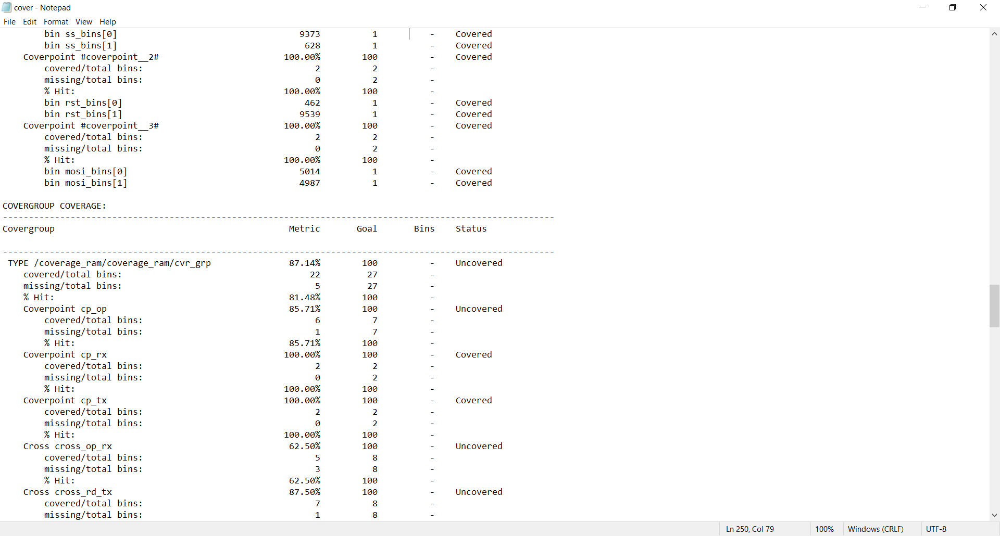 cover - Notepad
File Edit Format View Help
bin ss_bins[0] 9373 1 - Covered
bin ss_bins[1] 628 1 - Covered
Coverpoint #coverpoint__2# 100.00% 100 - Covered
covered/total bins: 2 2 -
missing/total bins: 0 2 -
% Hit: 100.00% 100 -
bin rst_bins[0] 462 1 - Covered
bin rst_bins[1] 9539 1 - Covered
Coverpoint #coverpoint__3# 100.00% 100 - Covered
covered/total bins: 2 2 -
missing/total bins: 0 2 -
% Hit: 100.00% 100 -
bin mosi_bins[0] 5014 1 - Covered
bin mosi_bins[1] 4987 1 - Covered
COVERGROUP COVERAGE:
----------------------------------------------------------------------------------------------------------
Covergroup Metric Goal Bins Status
----------------------------------------------------------------------------------------------------------
TYPE /coverage_ram/coverage_ram/cvr_grp 87.14% 100 - Uncovered
covered/total bins: 22 27 -
missing/total bins: 5 27 -
% Hit: 81.48% 100 -
Coverpoint cp_op 85.71% 100 - Uncovered
covered/total bins: 6 7 -
missing/total bins: 1 7 -
% Hit: 85.71% 100 -
Coverpoint cp_rx 100.00% 100 - Covered
covered/total bins: 2 2 -
missing/total bins: 0 2 -
% Hit: 100.00% 100 -
Coverpoint cp_tx 100.00% 100 - Covered
covered/total bins: 2 2 -
missing/total bins: 0 2 -
% Hit: 100.00% 100 -
Cross cross_op_rx 62.50% 100 - Uncovered
covered/total bins: 5 8 -
missing/total bins: 3 8 -
% Hit: 62.50% 100 -
Cross cross_rd_tx 87.50% 100 - Uncovered
covered/total bins: 7 8 -
missing/total bins: 1 8 -
Ln 250, Col 79 100% Windows (CRLF) UTF-8